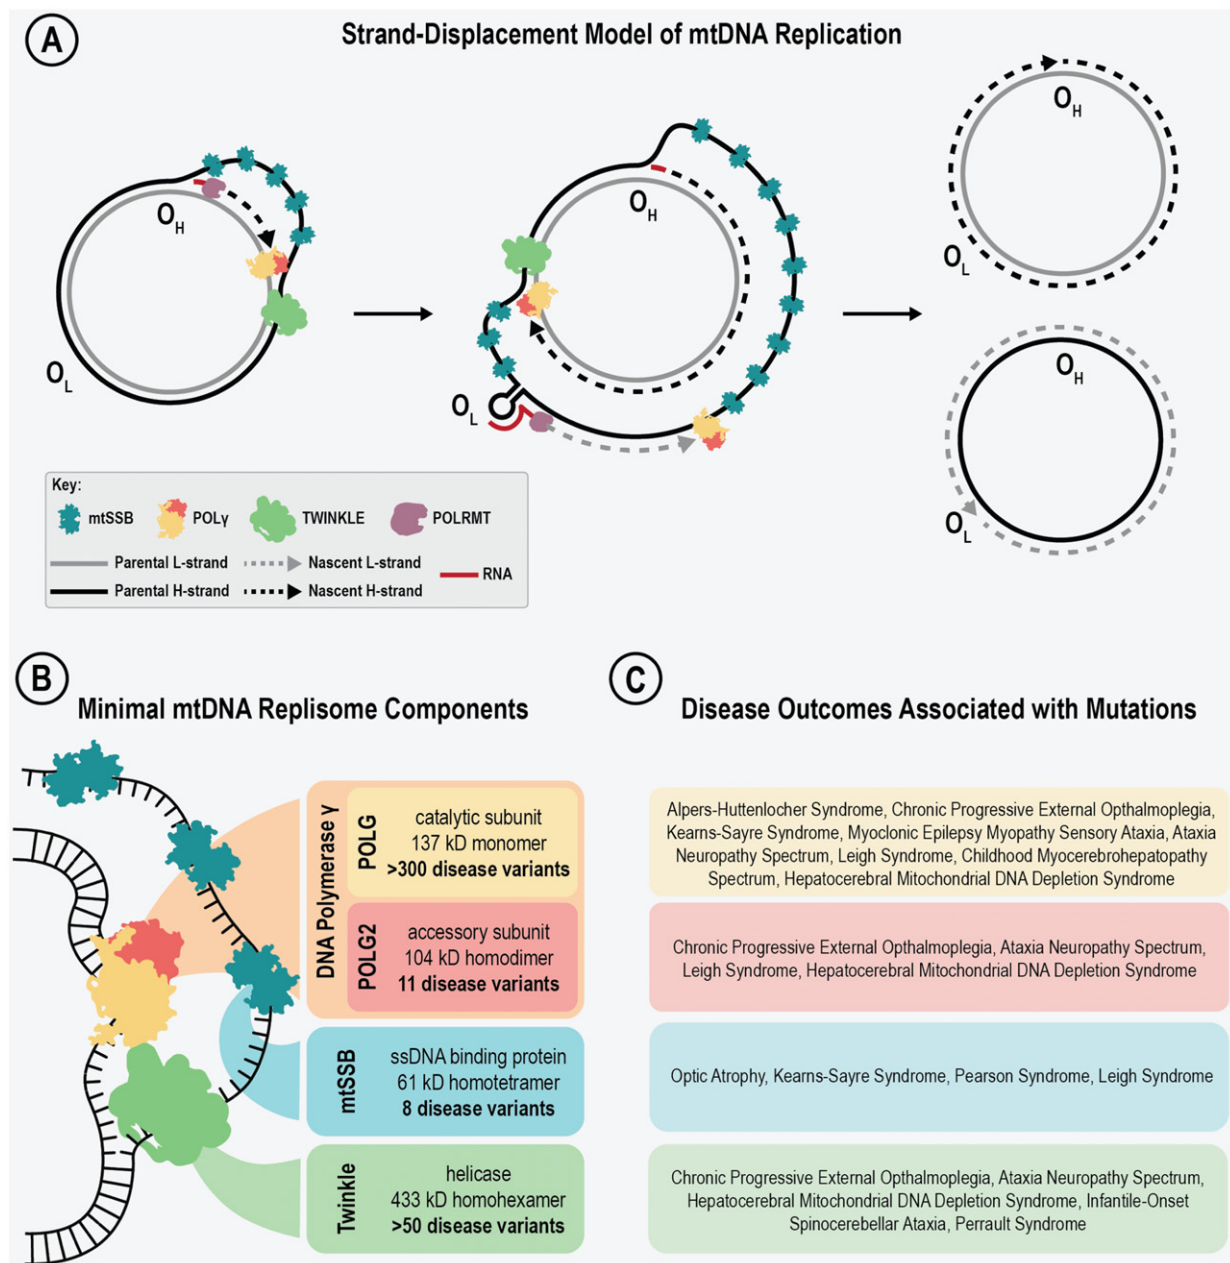 A
Strand-Displacement Model of mtDNA Replication
OH
OL
OH
OL
OH
OL
OH
OL
Key:
mtSSB
POLγ
TWINKLE
POLRMT
Parental L-strand
Nascent L-strand
RNA
Parental H-strand
Nascent H-strand
B
Minimal mtDNA Replisome Components
DNA Polymerase γ
POLG
catalytic subunit
137 kD monomer
>300 disease variants
POLG2
accessory subunit
104 kD homodimer
11 disease variants
mtSSB
ssDNA binding protein
61 kD homotetramer
8 disease variants
Twinkle
helicase
433 kD homohexamer
>50 disease variants
C
Disease Outcomes Associated with Mutations
Alpers-Huttenlocher Syndrome, Chronic Progressive External Opthalmoplegia,
Kearns-Sayre Syndrome, Myoclonic Epilepsy Myopathy Sensory Ataxia, Ataxia
Neuropathy Spectrum, Leigh Syndrome, Childhood Myocerebrohepatopathy
Spectrum, Hepatocerebral Mitochondrial DNA Depletion Syndrome
Chronic Progressive External Opthalmoplegia, Ataxia Neuropathy Spectrum,
Leigh Syndrome, Hepatocerebral Mitochondrial DNA Depletion Syndrome
Optic Atrophy, Kearns-Sayre Syndrome, Pearson Syndrome, Leigh Syndrome
Chronic Progressive External Opthalmoplegia, Ataxia Neuropathy Spectrum,
Hepatocerebral Mitochondrial DNA Depletion Syndrome, Infantile-Onset
Spinocerebellar Ataxia, Perrault Syndrome